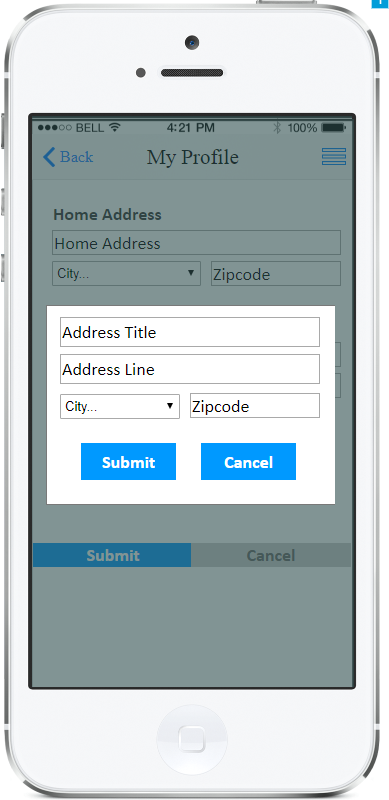 BELL 4:21 PM 100%
Back My Profile
Home Address
Home Address
City... Zipcode
Address Title
Address Line
City... Zipcode
Submit Cancel
Submit Cancel